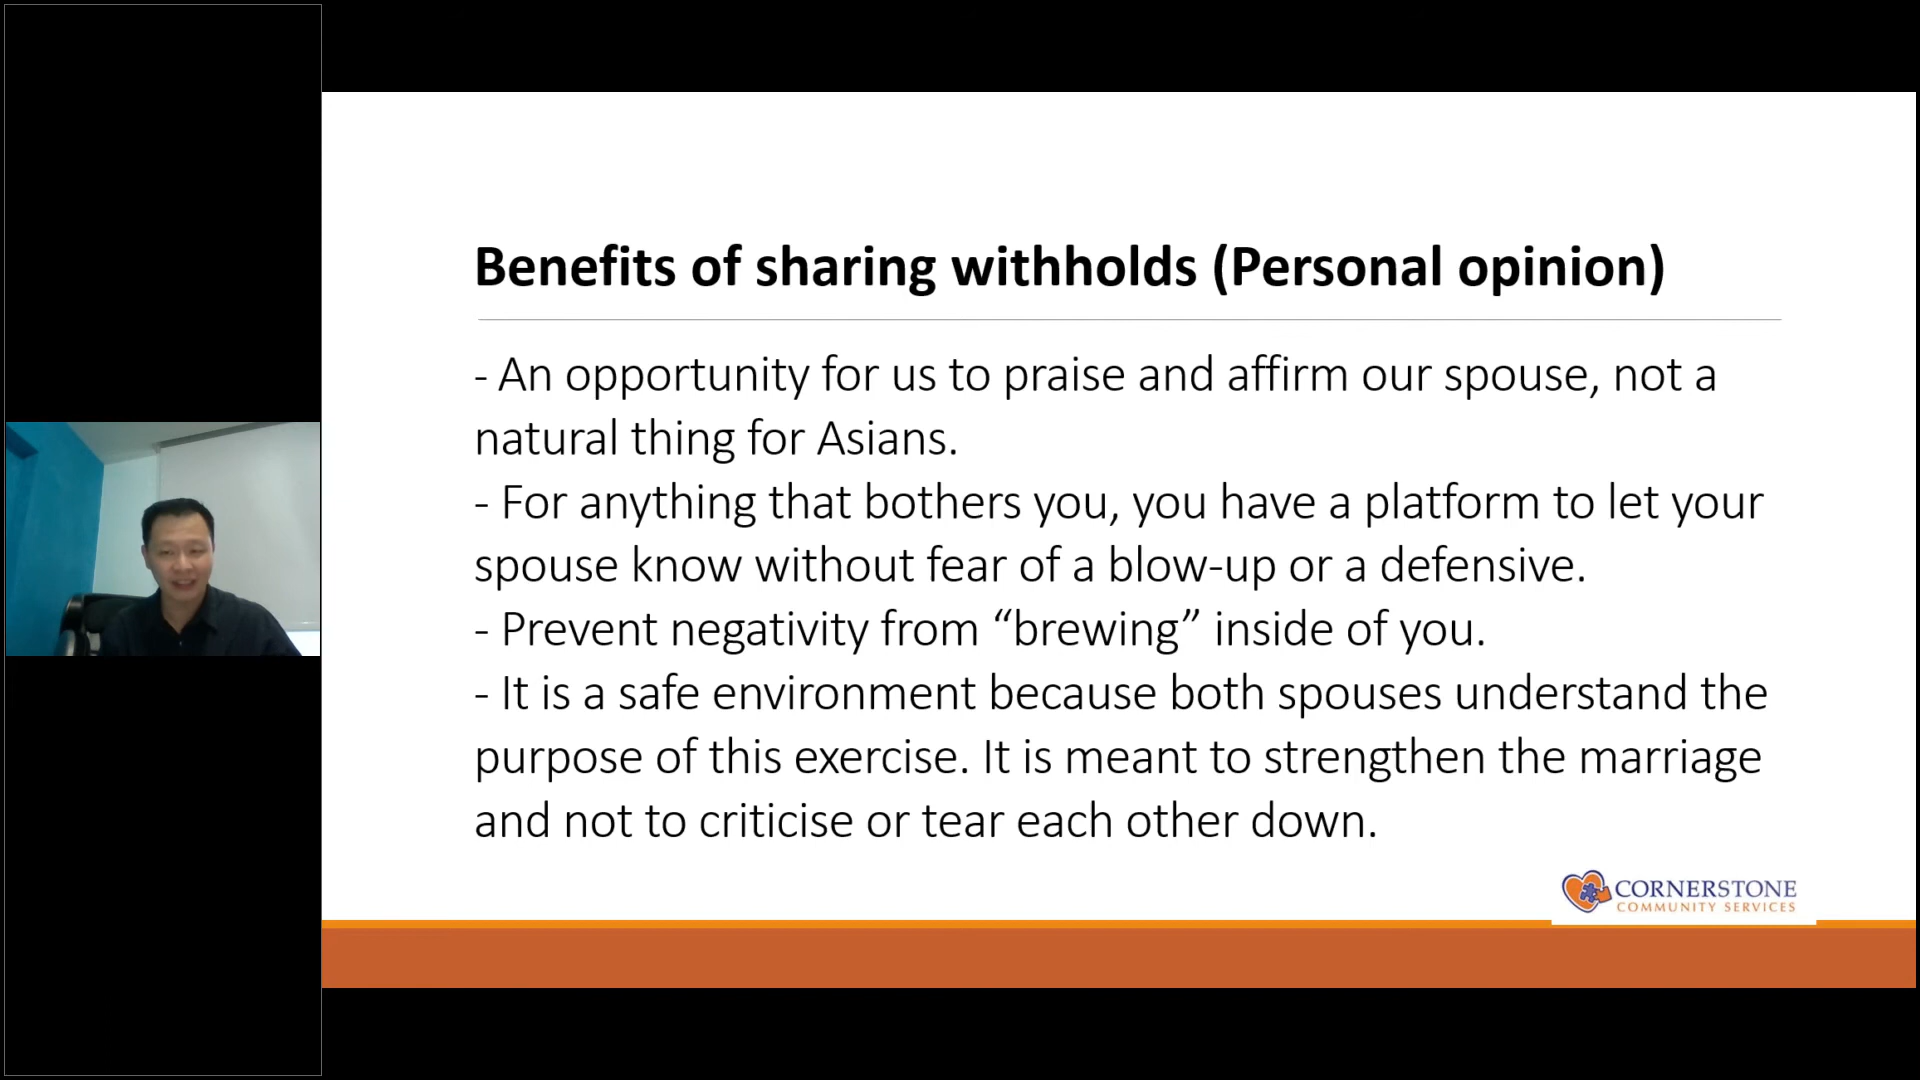 Benefits of sharing withholds (Personal opinion)
- An opportunity for us to praise and affirm our spouse, not a
natural thing for Asians.
- For anything that bothers you, you have a platform to let your
spouse know without fear of a blow-up or a defensive.
- Prevent negativity from “brewing” inside of you.
- It is a safe environment because both spouses understand the
purpose of this exercise. It is meant to strengthen the marriage
and not to criticise or tear each other down.
CORNERSTONE
COMMUNITY SERVICES